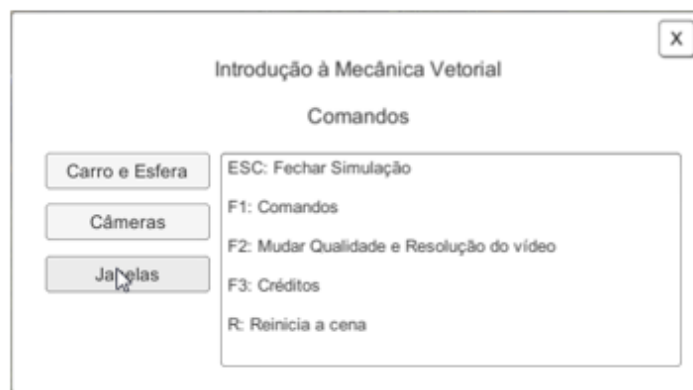 X
Introdução à Mecânica Vetorial
Comandos
Carro e Esfera
Câmeras
Janelas
ESC: Fechar Simulação
F1: Comandos
F2: Mudar Qualidade e Resolução do vídeo
F3: Créditos
R: Reinicia a cena